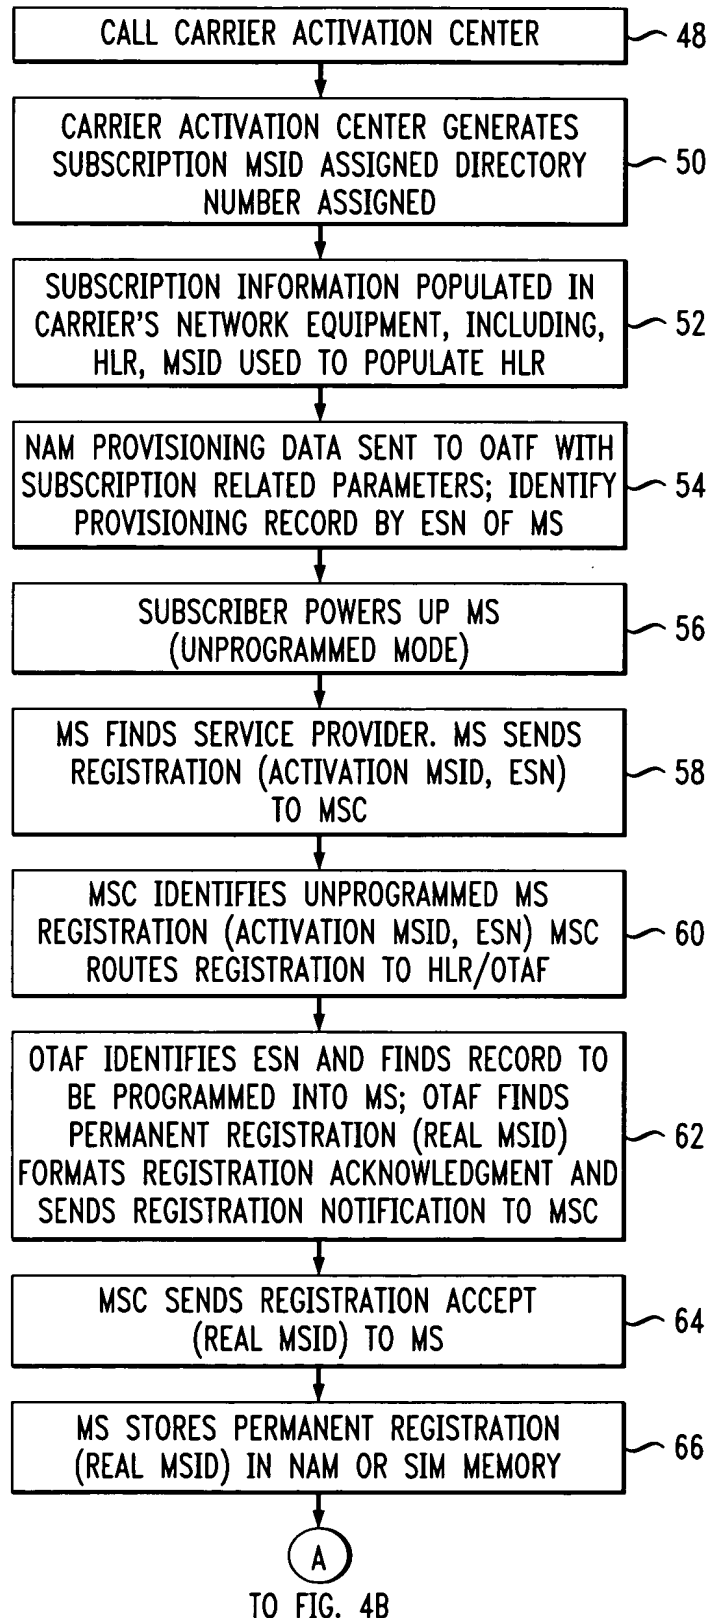 CALL CARRIER ACTIVATION CENTER
48
CARRIER ACTIVATION CENTER GENERATES
SUBSCRIPTION MSID ASSIGNED DIRECTORY
NUMBER ASSIGNED
50
SUBSCRIPTION INFORMATION POPULATED IN
CARRIER'S NETWORK EQUIPMENT, INCLUDING,
HLR, MSID USED TO POPULATE HLR
52
NAM PROVISIONING DATA SENT TO OATF WITH
SUBSCRIPTION RELATED PARAMETERS; IDENTIFY
PROVISIONING RECORD BY ESN OF MS
54
SUBSCRIBER POWERS UP MS
(UNPROGRAMMED MODE)
56
MS FINDS SERVICE PROVIDER. MS SENDS
REGISTRATION (ACTIVATION MSID, ESN)
TO MSC
58
MSC IDENTIFIES UNPROGRAMMED MS
REGISTRATION (ACTIVATION MSID, ESN) MSC
ROUTES REGISTRATION TO HLR/OTAF
60
OTAF IDENTIFIES ESN AND FINDS RECORD TO
BE PROGRAMMED INTO MS; OTAF FINDS
PERMANENT REGISTRATION (REAL MSID)
FORMATS REGISTRATION ACKNOWLEDGMENT AND
SENDS REGISTRATION NOTIFICATION TO MSC
62
MSC SENDS REGISTRATION ACCEPT
(REAL MSID) TO MS
64
MS STORES PERMANENT REGISTRATION
(REAL MSID) IN NAM OR SIM MEMORY
66
A
TO FIG. 4B